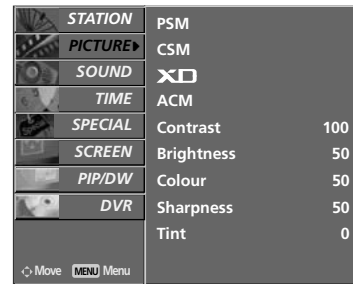 STATION
PICTURE
SOUND
TIME
SPECIAL
SCREEN
PIP/DW
DVR
Move MENU Menu
PSM
CSM
XD
ACM
Contrast 100
Brightness 50
Colour 50
Sharpness 50
Tint 0